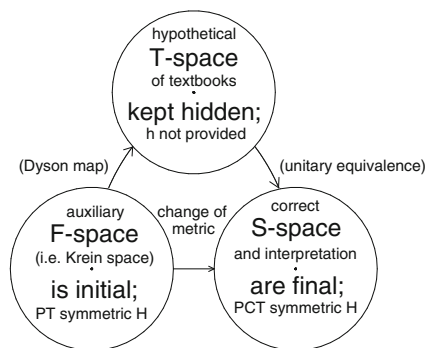 hypothetical
T-space
of textbooks
kept hidden;
h not provided
(Dyson map)
(unitary equivalence)
auxiliary
F-space
(i.e. Krein space)
is initial;
PT symmetric H
change of
metric
correct
S-space
and interpretation
are final;
PCT symmetric H